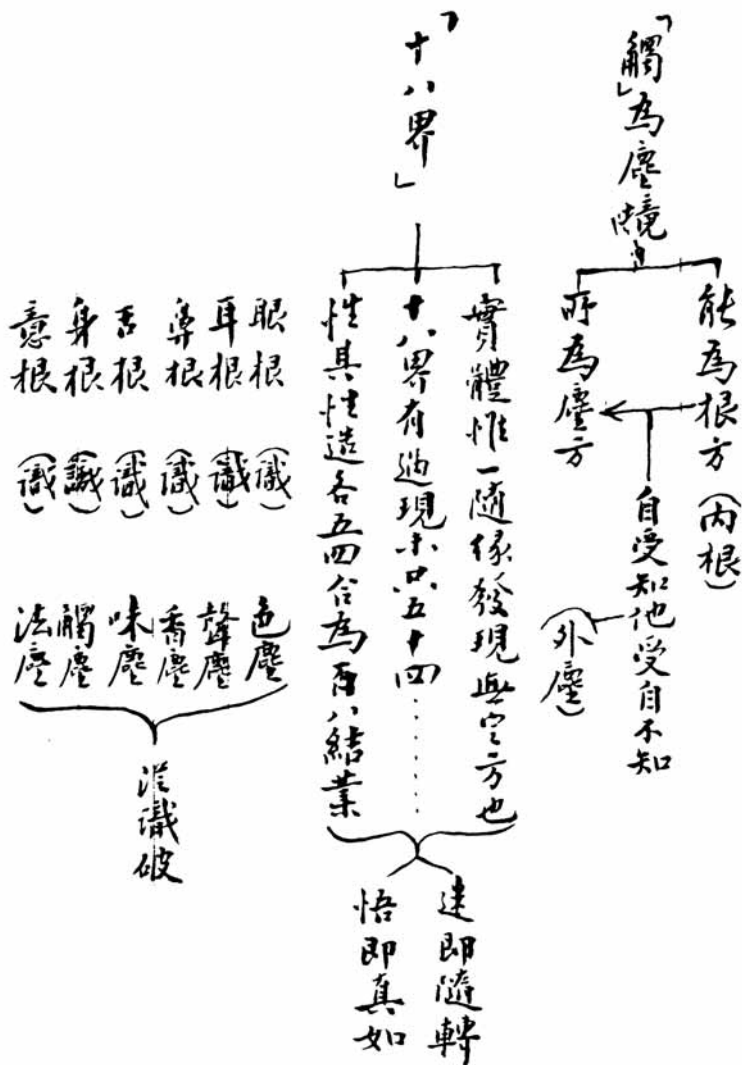 「觸」為塵境
能為根方(內根)
自受知他受自不知
所為塵方
(外塵)
「十八界」
實體惟一隨緣發現無定方也
十八界有過現未共五十四……
性具性造各五四合為百八結業
迷即隨轉
悟即真如
眼根 (識) 色塵
耳根 (識) 聲塵
鼻根 (識) 香塵
舌根 (識) 味塵
身根 (識) 觸塵
意根 (識) 法塵
從識破